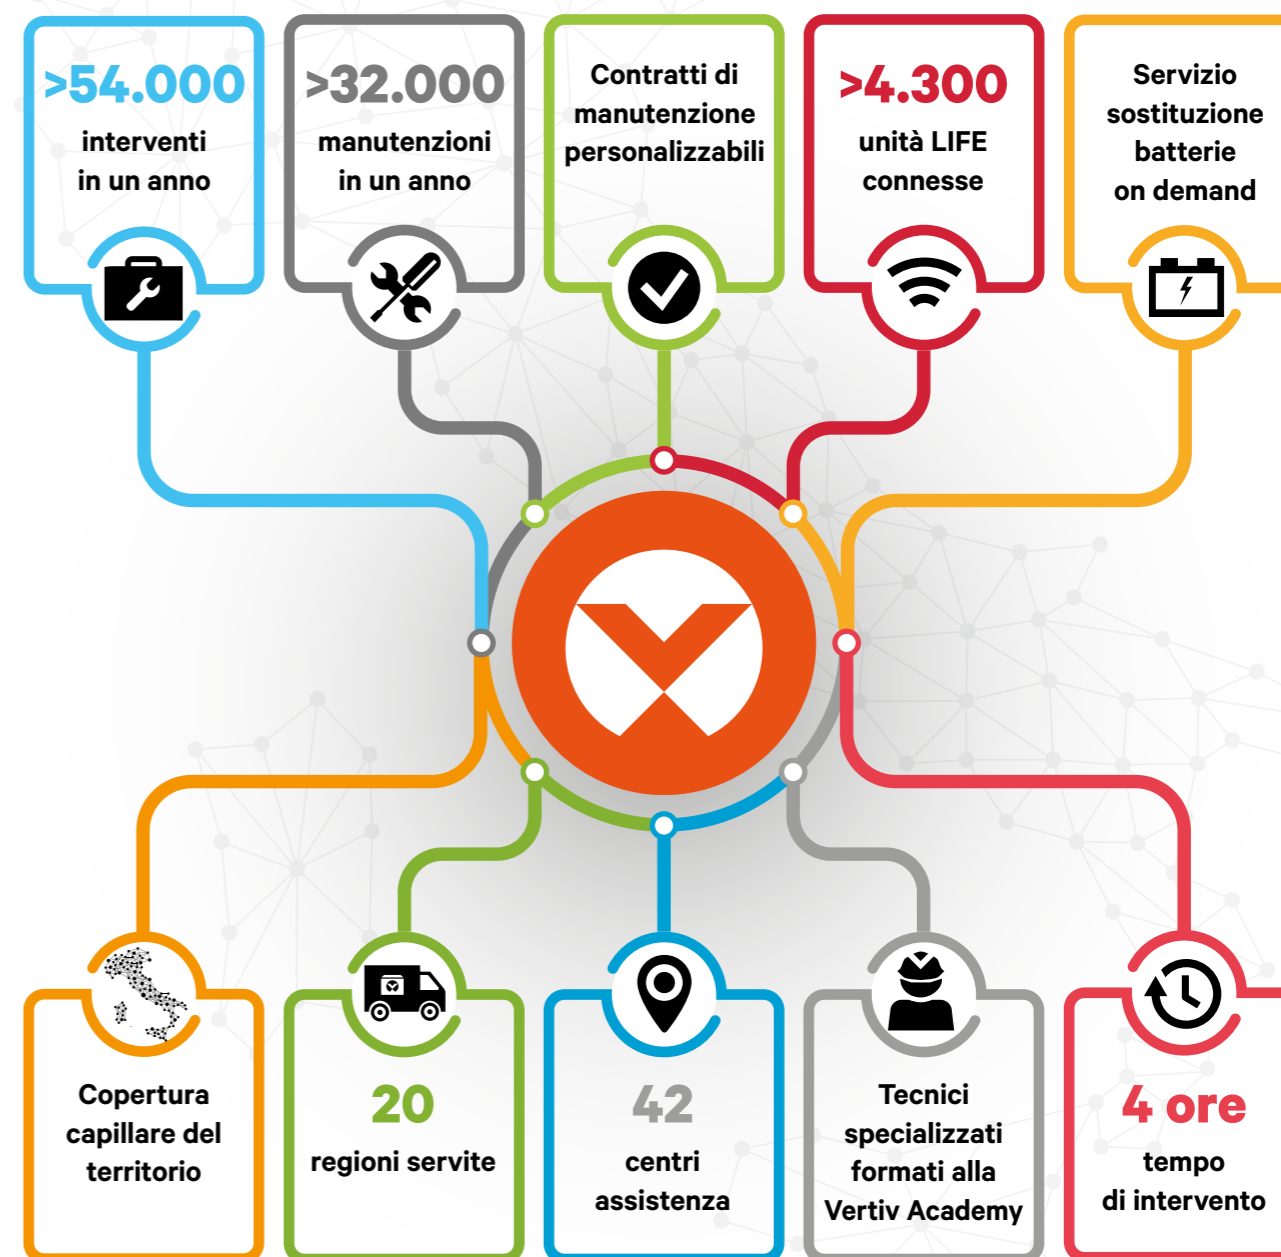 >54.000
interventi
in un anno
>32.000
manutenzioni
in un anno
Contratti di
manutenzione
personalizzabili
>4.300
unità LIFE
connesse
Servizio
sostituzione
batterie
on demand
Copertura
capillare del
territorio
20
regioni servite
42
centri
assistenza
Tecnici
specializzati
formati alla
Vertiv Academy
4 ore
tempo
di intervento